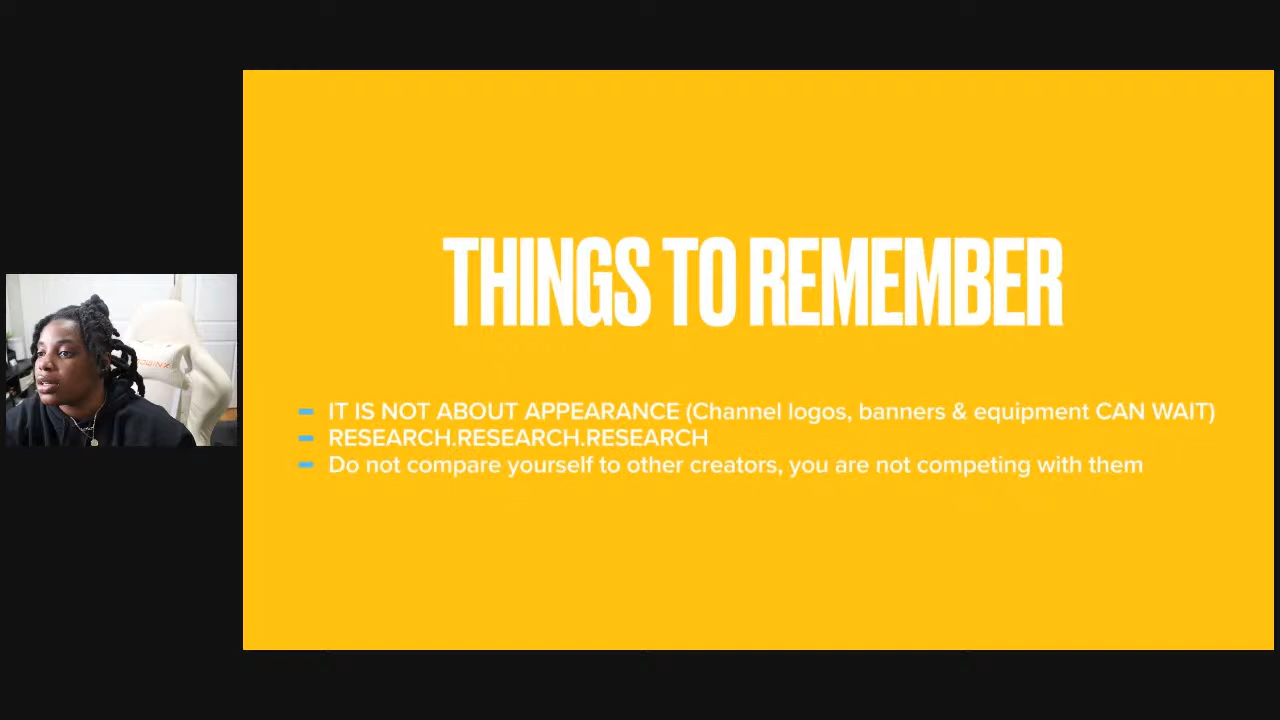 THINGS TO REMEMBER
IT IS NOT ABOUT APPEARANCE (Channel logos, banners & equipment CAN WAIT)
RESEARCH.RESEARCH.RESEARCH
Do not compare yourself to other creators, you are not competing with them